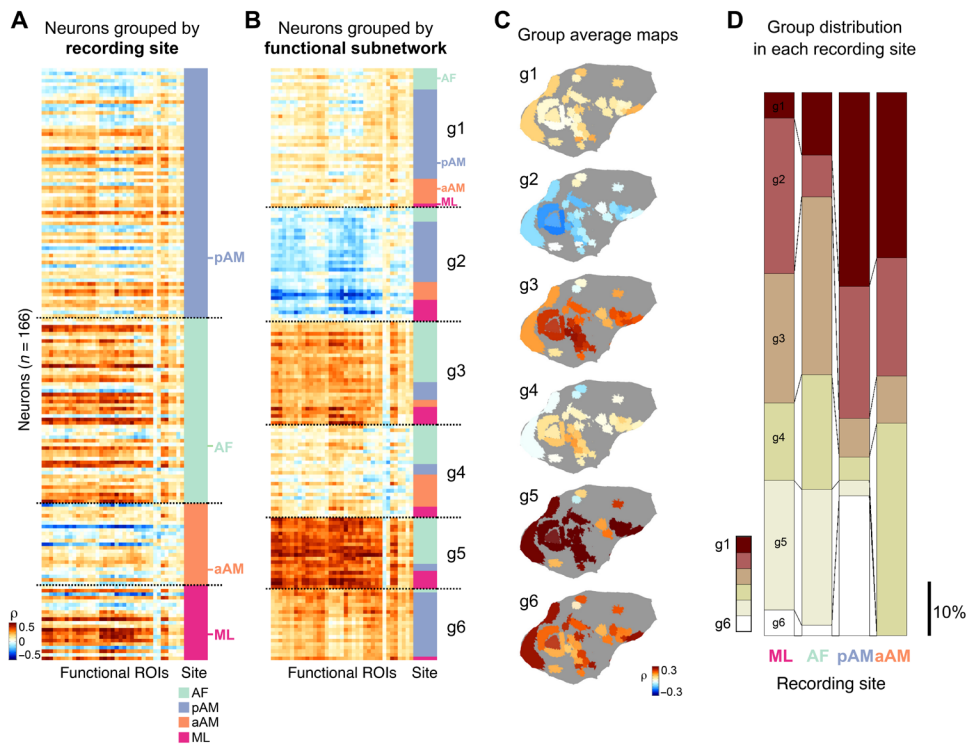 A
Neurons grouped by
recording site
Neurons (n = 166)
pAM
AF
aAM
ML
ρ
0.5
−0.5
Functional ROIs
Site
AF
pAM
aAM
ML
B
Neurons grouped by
functional subnetwork
AF
g1
pAM
aAM
ML
g2
g3
g4
g5
g6
Functional ROIs
Site
C
Group average maps
g1
g2
g3
g4
g5
g6
ρ
0.3
−0.3
D
Group distribution
in each recording site
g1
g2
g3
g4
g5
g6
g1
g6
10%
ML
AF
pAM
aAM
Recording site